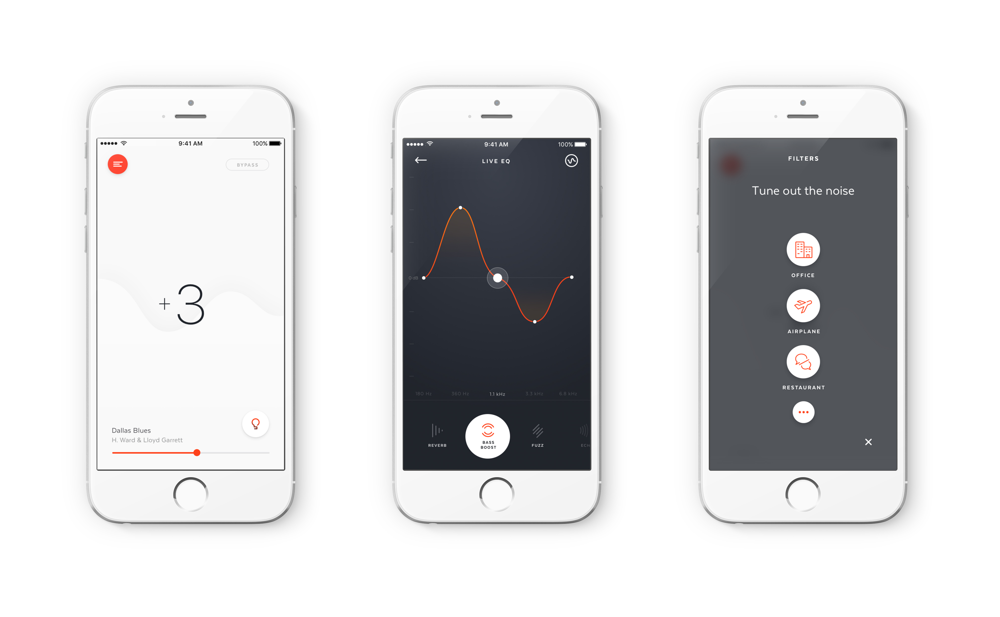 9:41 AM 100%
BYPASS
+3
Dallas Blues
H. Ward & Lloyd Garrett
9:41 AM 100%
LIVE EQ
0 dB
180 Hz 360 Hz 1.1 kHz 3.3 kHz 6.8 kHz
REVERB
BASS
BOOST
FUZZ
ECH
FILTERS
Tune out the noise
OFFICE
AIRPLANE
RESTAURANT